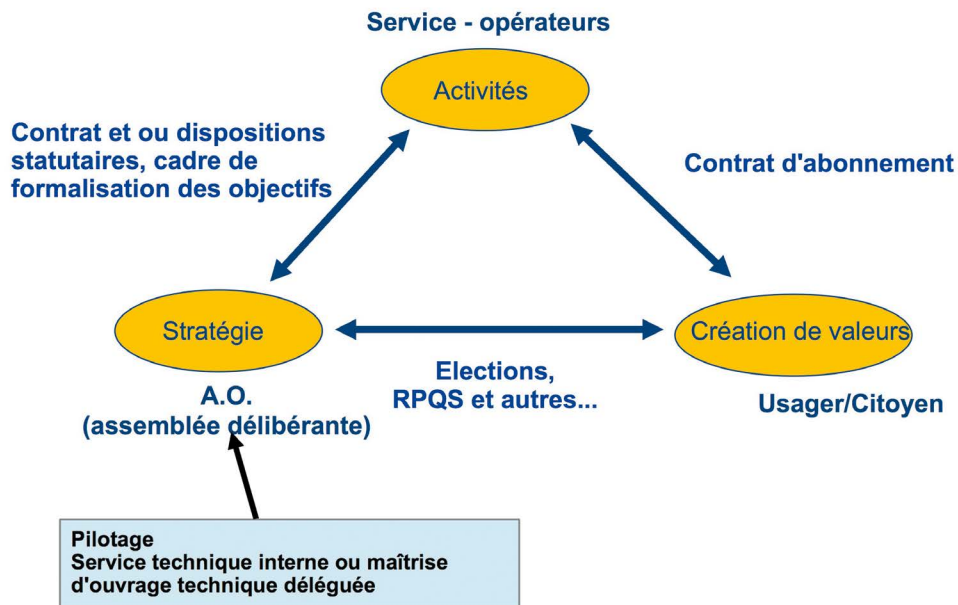 Service - opérateurs
Activités
Contrat et ou dispositions
statutaires, cadre de
formalisation des objectifs
Contrat d'abonnement
Stratégie
Création de valeurs
Elections,
RPQS et autres...
A.O.
(assemblée délibérante)
Usager/Citoyen
Pilotage
Service technique interne ou maîtrise
d'ouvrage technique déléguée